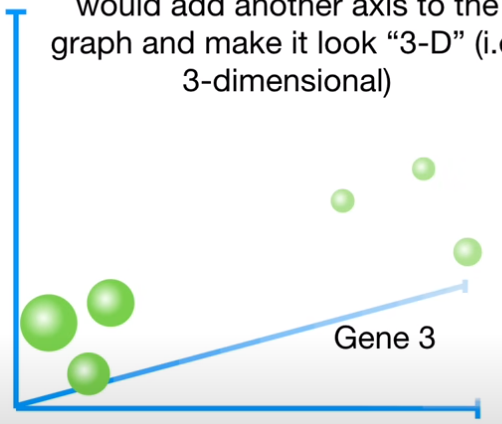 would add another axis to the
graph and make it look “3-D” (i.
3-dimensional)
Gene 3